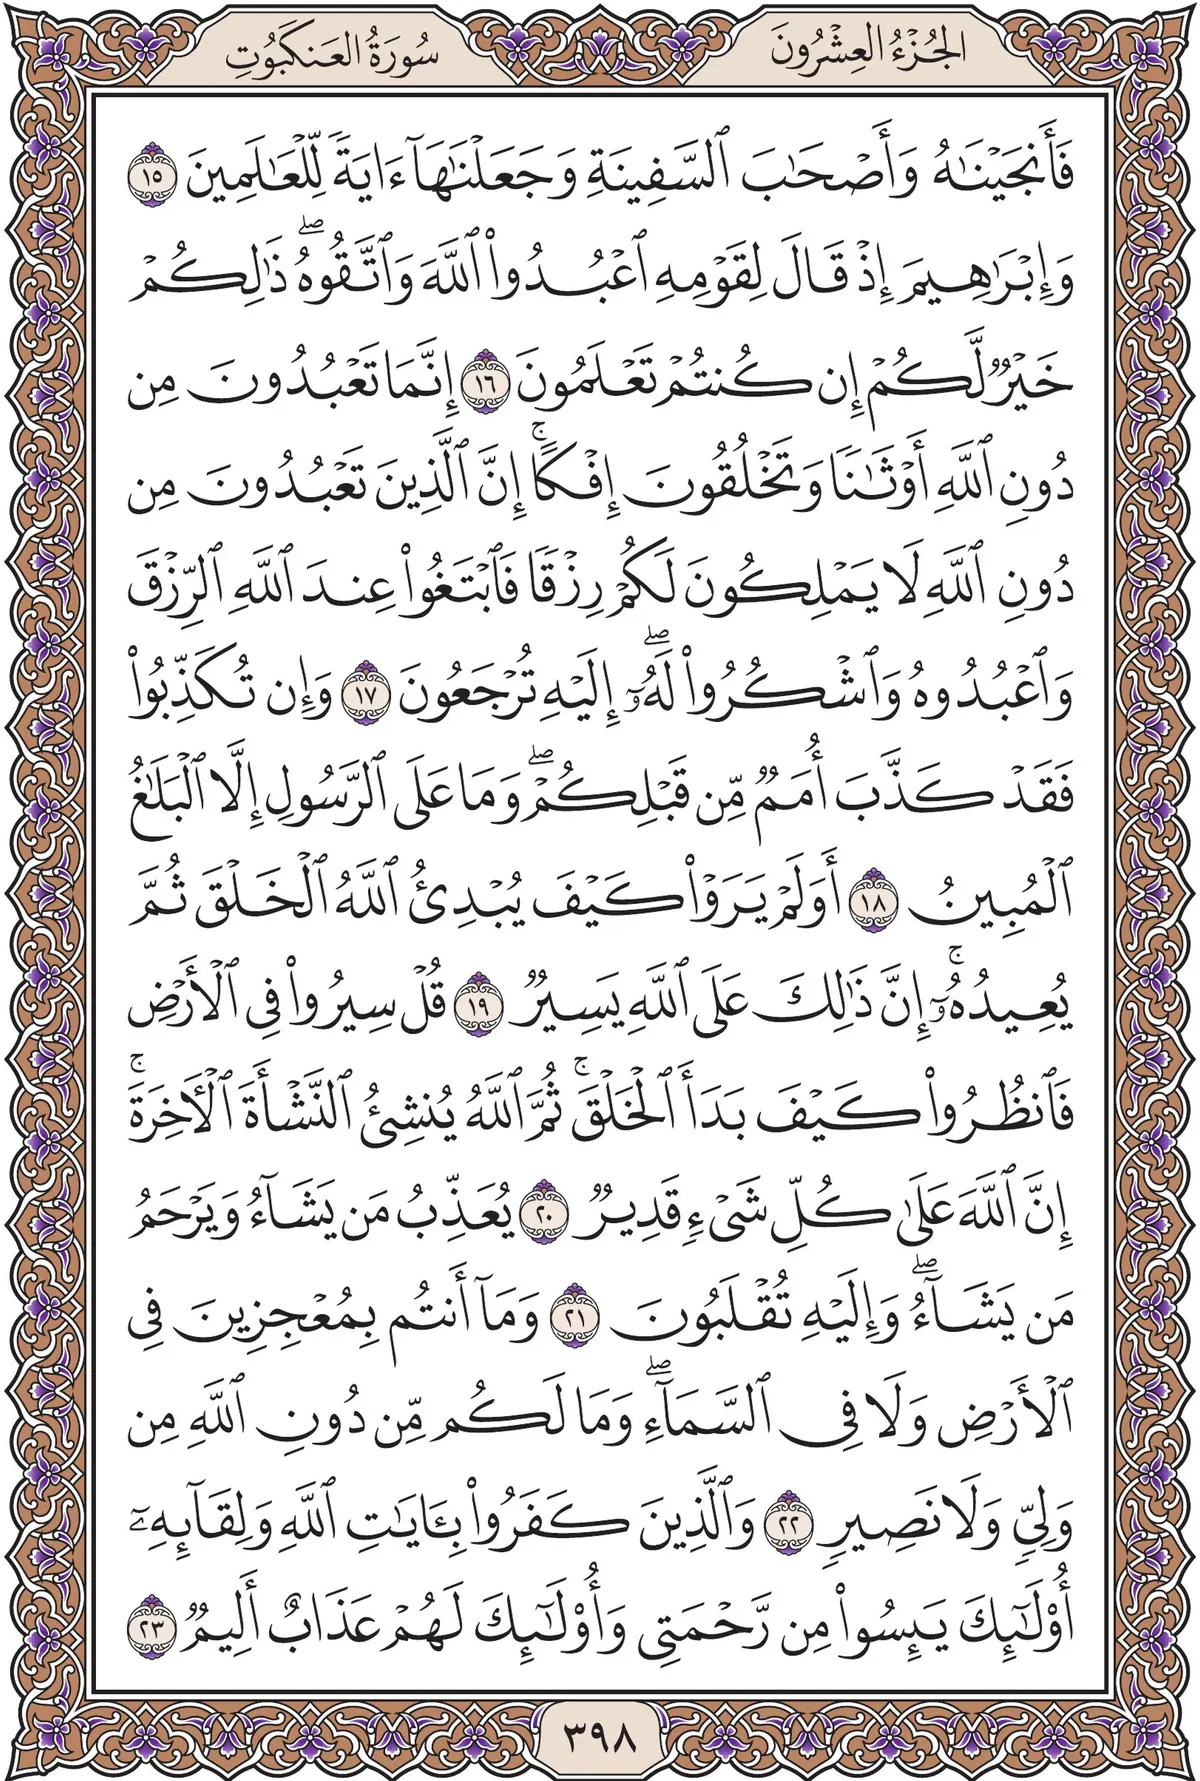 الجُزْءُ العِشْرُونَ
سُورَةُ العَنكَبُوتِ
فَأَنجَيْنَٰهُ وَأَصْحَٰبَ ٱلسَّفِينَةِ وَجَعَلْنَٰهَآ ءَايَةً لِّلْعَٰلَمِينَ ١٥
وَإِبْرَٰهِيمَ إِذْ قَالَ لِقَوْمِهِ ٱعْبُدُوا۟ ٱللَّهَ وَٱتَّقُوهُ ۖ ذَٰلِكُمْ
خَيْرٌ لَّكُمْ إِن كُنتُمْ تَعْلَمُونَ ١٦ إِنَّمَا تَعْبُدُونَ مِن
دُونِ ٱللَّهِ أَوْثَٰنًا وَتَخْلُقُونَ إِفْكًا ۚ إِنَّ ٱلَّذِينَ تَعْبُدُونَ مِن
دُونِ ٱللَّهِ لَا يَمْلِكُونَ لَكُمْ رِزْقًا فَٱبْتَغُوا۟ عِندَ ٱللَّهِ ٱلرِّزْقَ
وَٱعْبُدُوهُ وَٱشْكُرُوا۟ لَهُۥٓ ۖ إِلَيْهِ تُرْجَعُونَ ١٧ وَإِن تُكَذِّبُوا۟
فَقَدْ كَذَّبَ أُمَمٌ مِّن قَبْلِكُمْ ۖ وَمَا عَلَى ٱلرَّسُولِ إِلَّا ٱلْبَلَٰغُ
ٱلْمُبِينُ ١٨ أَوَلَمْ يَرَوْا۟ كَيْفَ يُبْدِئُ ٱللَّهُ ٱلْخَلْقَ ثُمَّ
يُعِيدُهُۥٓ ۚ إِنَّ ذَٰلِكَ عَلَى ٱللَّهِ يَسِيرٌ ١٩ قُلْ سِيرُوا۟ فِى ٱلْأَرْضِ
فَٱنظُرُوا۟ كَيْفَ بَدَأَ ٱلْخَلْقَ ۚ ثُمَّ ٱللَّهُ يُنشِئُ ٱلنَّشْأَةَ ٱلْءَاخِرَةَ ۚ
إِنَّ ٱللَّهَ عَلَىٰ كُلِّ شَىْءٍ قَدِيرٌ ٢٠ يُعَذِّبُ مَن يَشَآءُ وَيَرْحَمُ
مَن يَشَآءُ ۖ وَإِلَيْهِ تُقْلَبُونَ ٢١ وَمَآ أَنتُم بِمُعْجِزِينَ فِى
ٱلْأَرْضِ وَلَا فِى ٱلسَّمَآءِ ۖ وَمَا لَكُم مِّن دُونِ ٱللَّهِ مِن
وَلِىٍّ وَلَا نَصِيرٍ ٢٢ وَٱلَّذِينَ كَفَرُوا۟ بِـَٔايَٰتِ ٱللَّهِ وَلِقَآئِهِۦٓ
أُو۟لَٰٓئِكَ يَئِسُوا۟ مِن رَّحْمَتِى وَأُو۟لَٰٓئِكَ لَهُمْ عَذَابٌ أَلِيمٌ ٢٣
٣٩٨